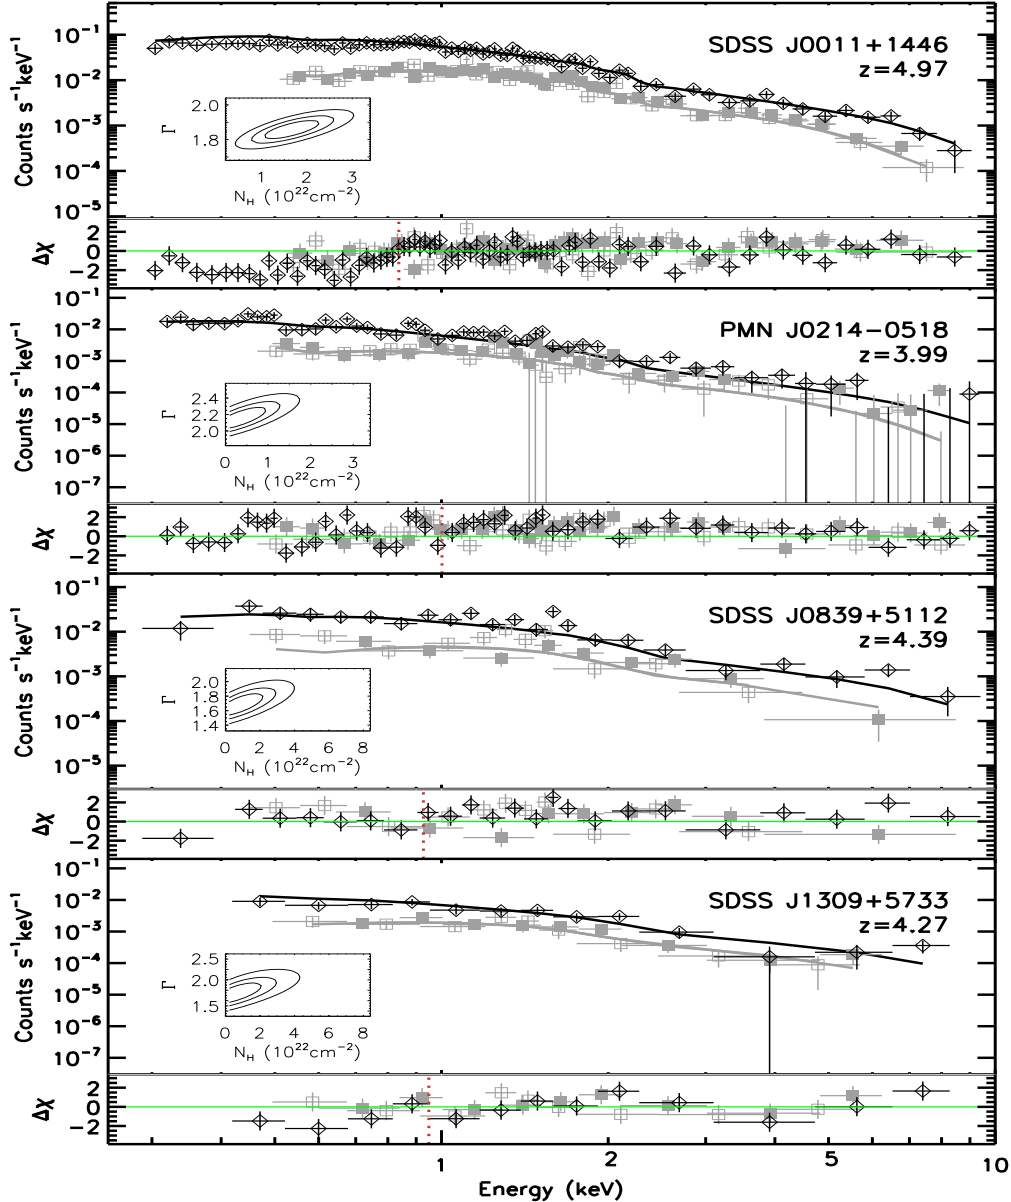 SDSS J0011+1446
z=4.97
Counts s⁻¹keV⁻¹
10⁻¹
10⁻²
10⁻³
10⁻⁴
10⁻⁵
Γ
2.0
1.8
1 2 3
N_H (10²²cm⁻²)
Δχ
2
0
−2
PMN J0214−0518
z=3.99
Counts s⁻¹keV⁻¹
10⁻¹
10⁻²
10⁻³
10⁻⁴
10⁻⁵
10⁻⁶
10⁻⁷
Γ
2.4
2.2
2.0
0 1 2 3
N_H (10²²cm⁻²)
Δχ
2
0
−2
SDSS J0839+5112
z=4.39
Counts s⁻¹keV⁻¹
10⁻¹
10⁻²
10⁻³
10⁻⁴
10⁻⁵
Γ
2.0
1.8
1.6
1.4
0 2 4 6 8
N_H (10²²cm⁻²)
Δχ
2
0
−2
SDSS J1309+5733
z=4.27
Counts s⁻¹keV⁻¹
10⁻¹
10⁻²
10⁻³
10⁻⁴
10⁻⁵
10⁻⁶
10⁻⁷
Γ
2.5
2.0
1.5
0 2 4 6 8
N_H (10²²cm⁻²)
Δχ
2
0
−2
1 2 5 10
Energy (keV)